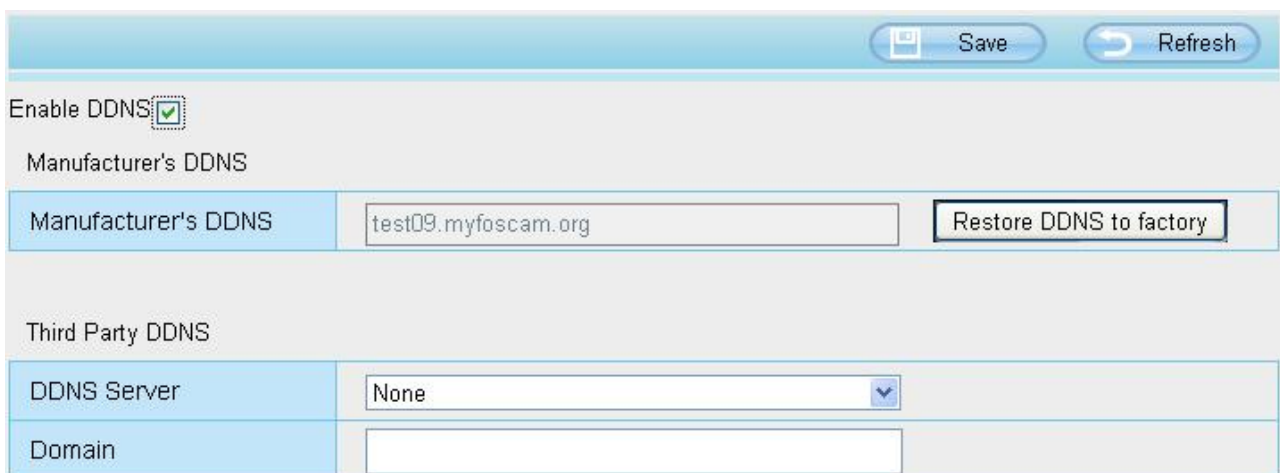 Save Refresh
Enable DDNS
Manufacturer's DDNS
Manufacturer's DDNS test09.myfoscam.org Restore DDNS to factory
Third Party DDNS
DDNS Server None
Domain